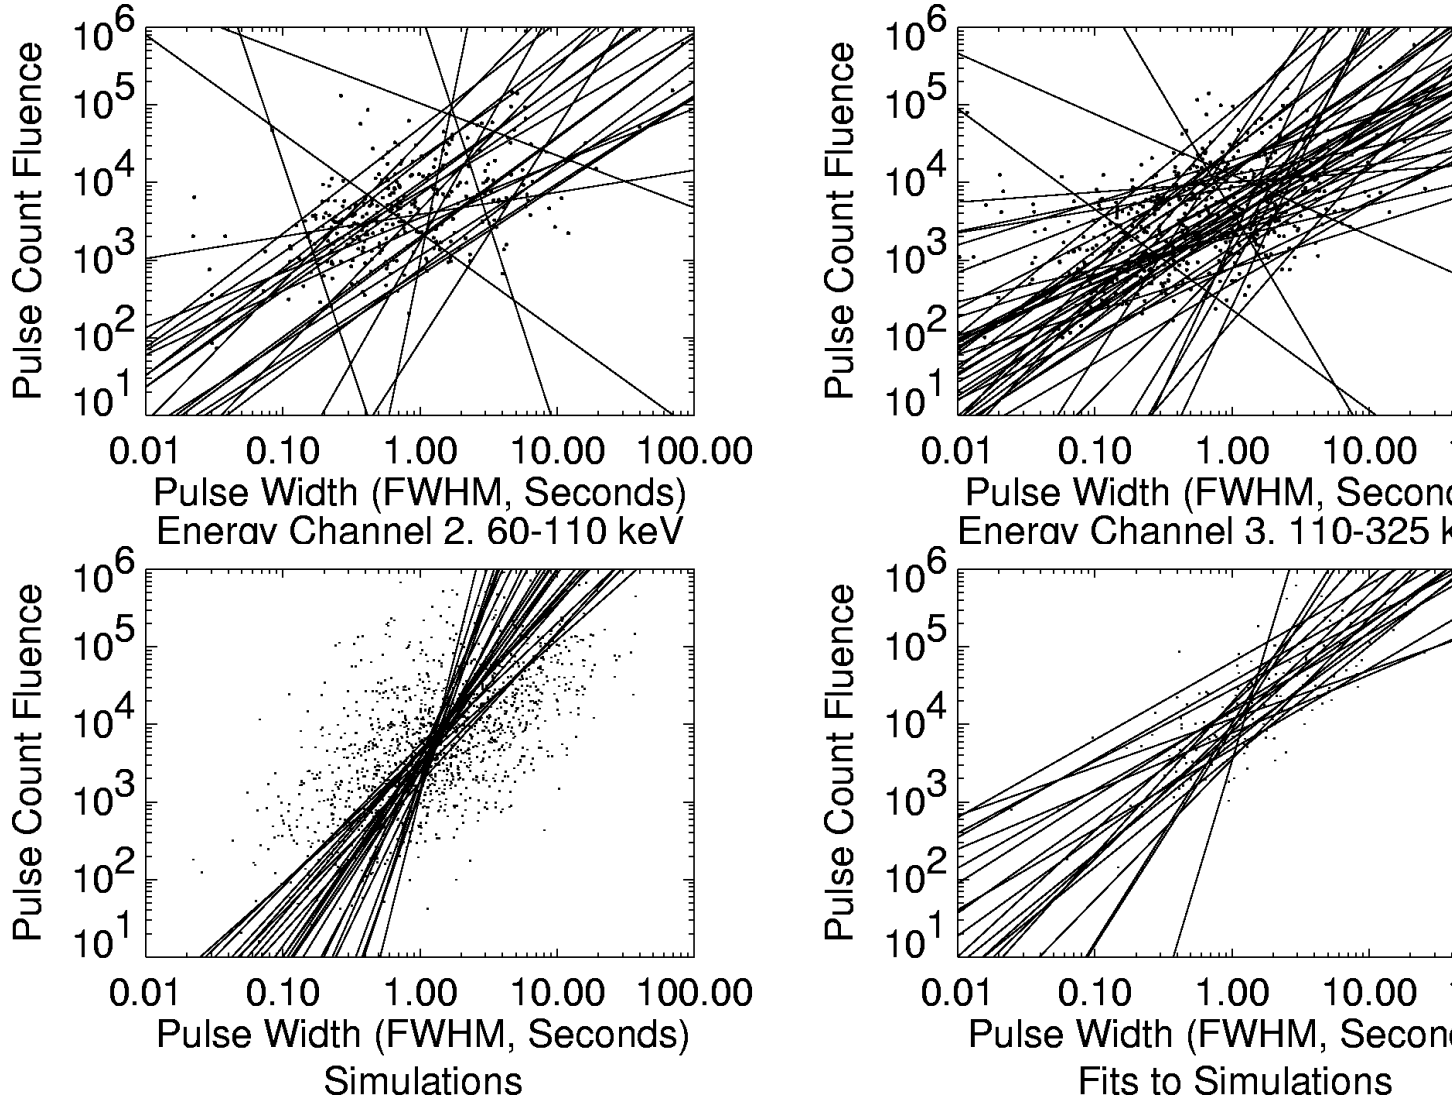 10^6
10^5
10^4
10^3
10^2
10^1
Pulse Count Fluence
0.01 0.10 1.00 10.00 100.00
Pulse Width (FWHM, Seconds)
Energy Channel 2. 60-110 keV
10^6
10^5
10^4
10^3
10^2
10^1
Pulse Count Fluence
0.01 0.10 1.00 10.00
Pulse Width (FWHM,
Energy Channel 3. 110-325
10^6
10^5
10^4
10^3
10^2
10^1
Pulse Count Fluence
0.01 0.10 1.00 10.00 100.00
Pulse Width (FWHM, Seconds)
Simulations
10^6
10^5
10^4
10^3
10^2
10^1
Pulse Count Fluence
0.01 0.10 1.00 10.00
Pulse Width (FWHM,
Fits to Simulations